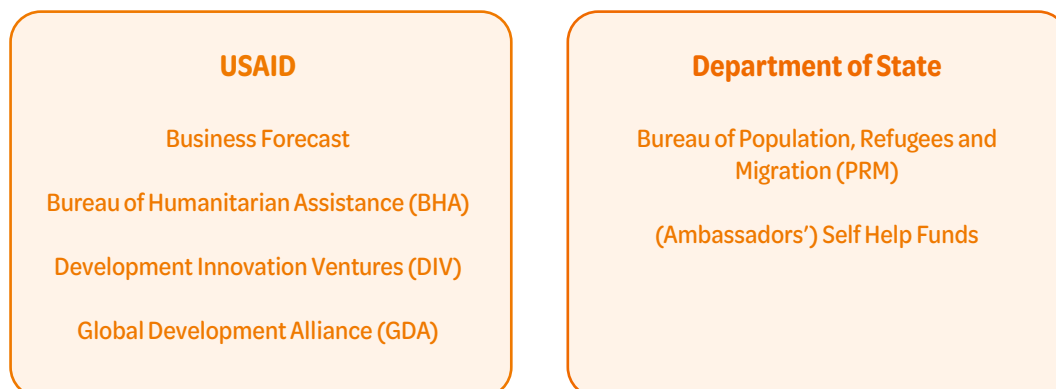 USAID
Business Forecast
Bureau of Humanitarian Assistance (BHA)
Development Innovation Ventures (DIV)
Global Development Alliance (GDA)
Department of State
Bureau of Population, Refugees and
Migration (PRM)
(Ambassadors’) Self Help Funds